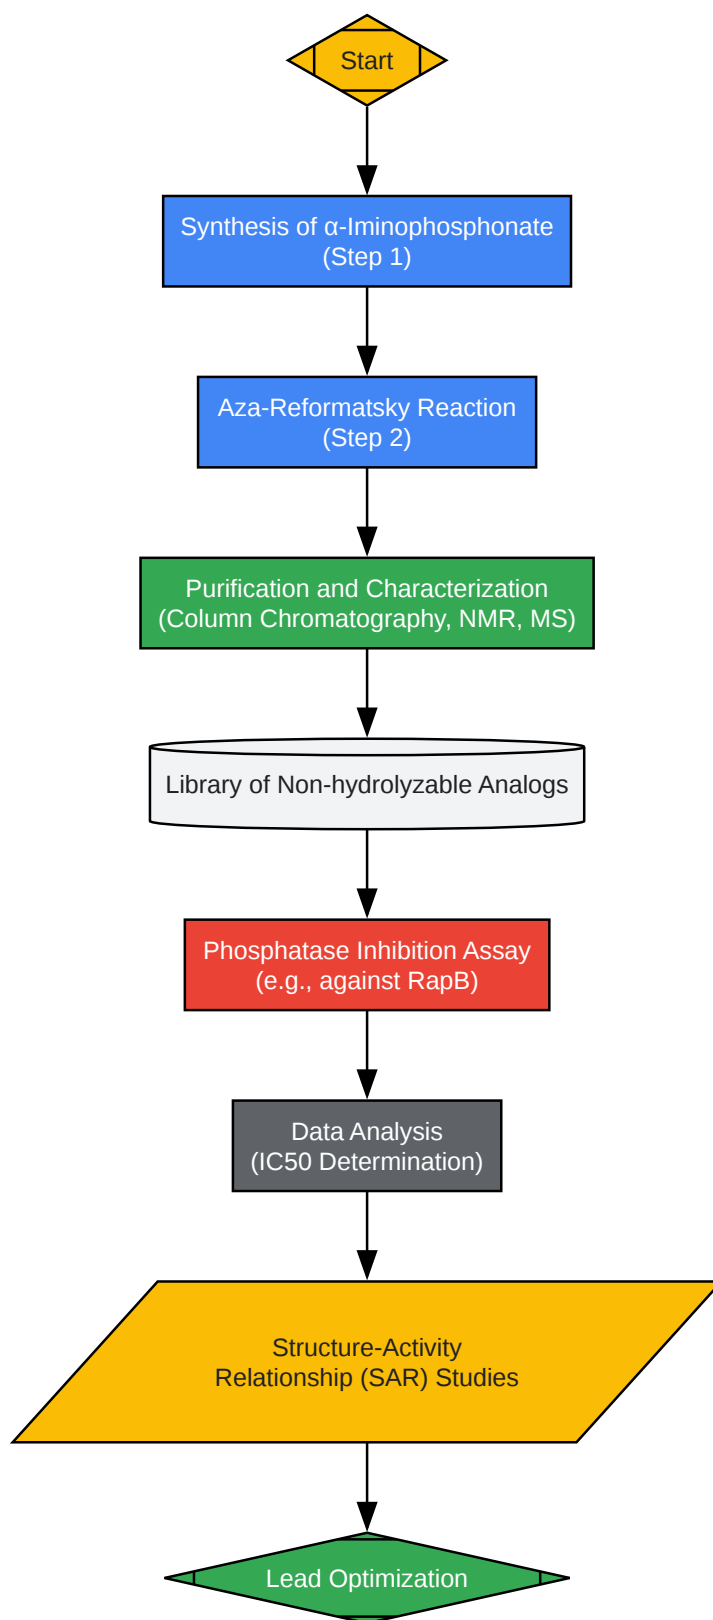 Start
Synthesis of α-Iminophosphonate
(Step 1)
Aza-Reformatsky Reaction
(Step 2)
Purification and Characterization
(Column Chromatography, NMR, MS)
Library of Non-hydrolyzable Analogs
Phosphatase Inhibition Assay
(e.g., against RapB)
Data Analysis
(IC50 Determination)
Structure-Activity
Relationship (SAR) Studies
Lead Optimization